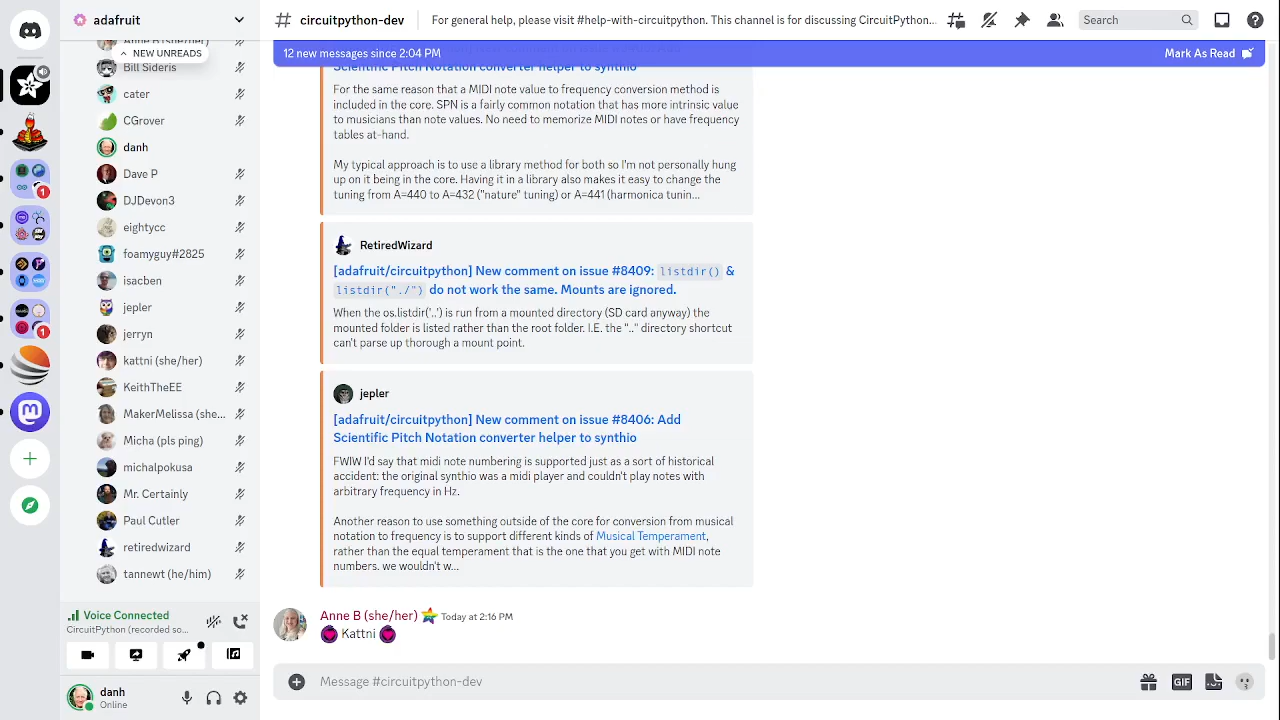 adafruit
Anne B (she/her)
NEW UNREADS
Bill Sideris
cater
CGrover
danh
Dave P
DJDevon3
eightycc
foamyguy#2825
isacben
jepler
jerryn
kattni (she/her)
KeithTheEE
MakerMelissa (she...
Micha (pls ping)
michalpokusa
Mr. Certainly
Paul Cutler
retiredwizard
tannewt (he/him)
Voice Connected
CircuitPython (recorded so...
danh
Online
1
1
circuitpython-dev
For general help, please visit #help-with-circuitpython. This channel is for discussing CircuitPython...
Search
12 new messages since 2:04 PM
Mark As Read
Scientific Pitch Notation converter helper to synthio
For the same reason that a MIDI note value to frequency conversion method is
included in the core. SPN is a fairly common notation that has more intrinsic value
to musicians than note values. No need to memorize MIDI notes or have frequency
tables at-hand.
My typical approach is to use a library method for both so I'm not personally hung
up on it being in the core. Having it in a library also makes it easy to change the
tuning from A=440 to A=432 ("nature" tuning) or A=441 (harmonica tunin...
RetiredWizard
[adafruit/circuitpython] New comment on issue #8409: listdir() &
listdir("./") do not work the same. Mounts are ignored.
When the os.listdir('..') is run from a mounted directory (SD card anyway) the
mounted folder is listed rather than the root folder. I.E. the ".." directory shortcut
can't parse up thorough a mount point.
jepler
[adafruit/circuitpython] New comment on issue #8406: Add
Scientific Pitch Notation converter helper to synthio
FWIW I'd say that midi note numbering is supported just as a sort of historical
accident: the original synthio was a midi player and couldn't play notes with
arbitrary frequency in Hz.
Another reason to use something outside of the core for conversion from musical
notation to frequency is to support different kinds of Musical Temperament,
rather than the equal temperament that is the one that you get with MIDI note
numbers. we wouldn't w...
Anne B (she/her) Today at 2:16 PM
Kattni
Message #circuitpython-dev
GIF